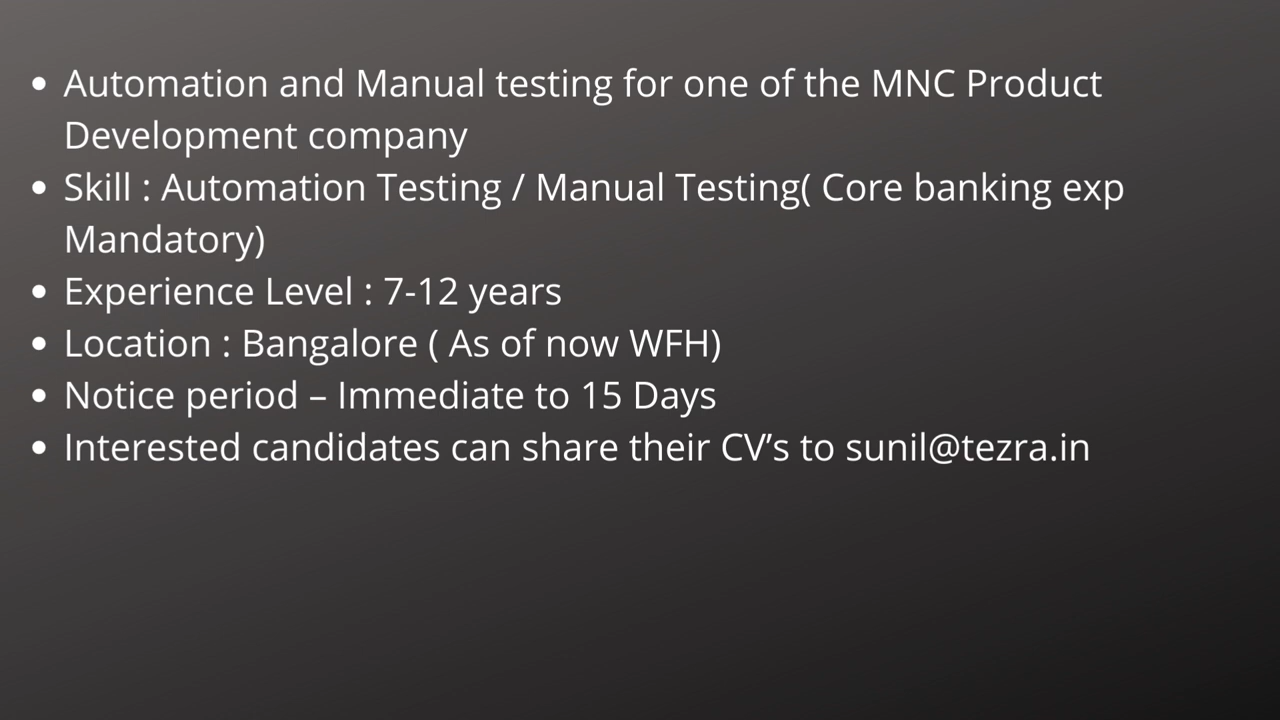 • Automation and Manual testing for one of the MNC Product
Development company
• Skill : Automation Testing / Manual Testing( Core banking exp
Mandatory)
• Experience Level : 7-12 years
• Location : Bangalore ( As of now WFH)
• Notice period – Immediate to 15 Days
• Interested candidates can share their CV’s to sunil@tezra.in